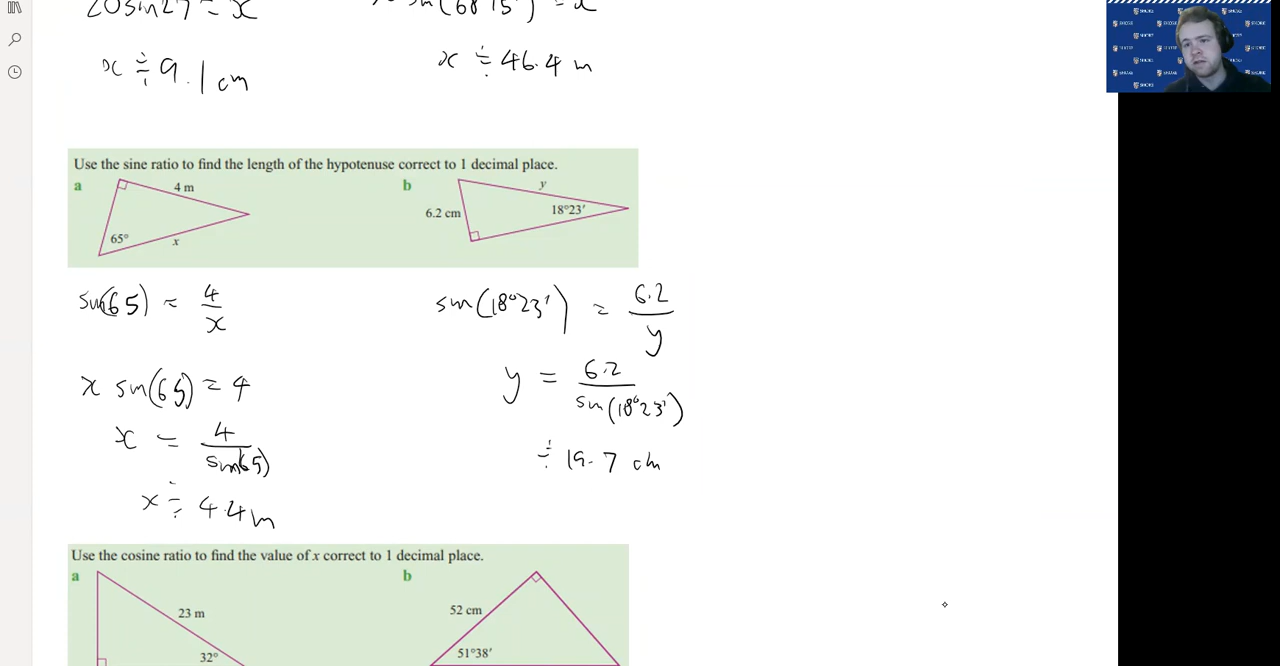 20sin27 = x
x ≑ 9.1 cm
sin(68°15') = x
x ≑ 46.4 m
Use the sine ratio to find the length of the hypotenuse correct to 1 decimal place.
a
4 m
65°
x
b
y
6.2 cm
18°23′
sin(65) = 4/x
x sin(65) = 4
x = 4/sin(65)
x ≑ 4.4 m
sin(18°23') = 6.2/y
y = 6.2/sin(18°23')
≑ 19.7 cm
Use the cosine ratio to find the value of x correct to 1 decimal place.
a
23 m
32°
b
52 cm
51°38′